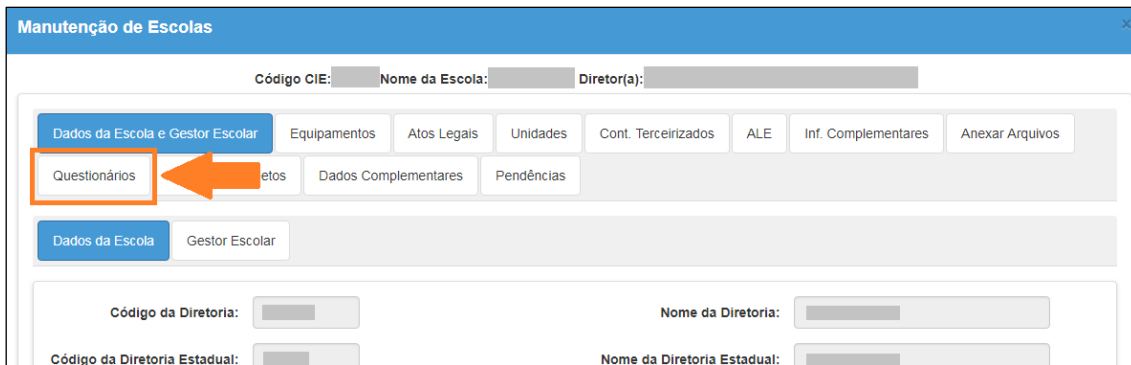 Manutenção de Escolas
×
Código CIE: Nome da Escola: Diretor(a):
Dados da Escola e Gestor Escolar Equipamentos Atos Legais Unidades Cont. Terceirizados ALE Inf. Complementares Anexar Arquivos
Questionários etos Dados Complementares Pendências
Dados da Escola Gestor Escolar
Código da Diretoria: Nome da Diretoria:
Código da Diretoria Estadual: Nome da Diretoria Estadual: